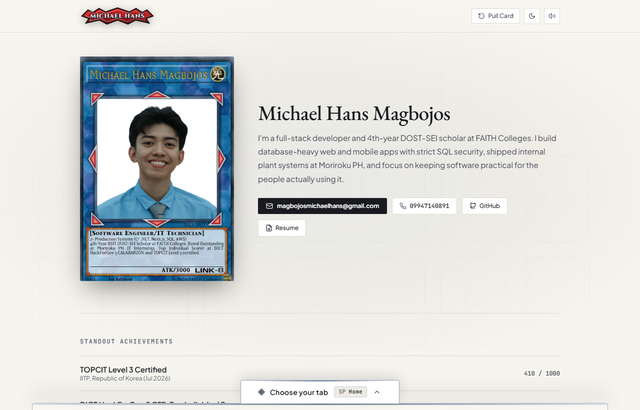 MICHAEL HANS
Pull Card
Michael Hans Magbojos
Michael Hans Magbojos
I'm a full-stack developer and 4th-year DOST-SEI scholar at FAITH Colleges. I build
database-heavy web and mobile apps with strict SQL security, shipped internal
plant systems at Moriroku PH, and focus on keeping software practical for the
people actually using it.
magbojosmichaelhans@gmail.com
09947140891
GitHub
Resume
[Software Engineer/IT Technician]
ATK/3000 LINK-
STANDOUT ACHIEVEMENTS
TOPCIT Level 3 Certified
IITP, Republic of Korea (Jul 2026)
410 / 1000
Choose your tab
SP Home